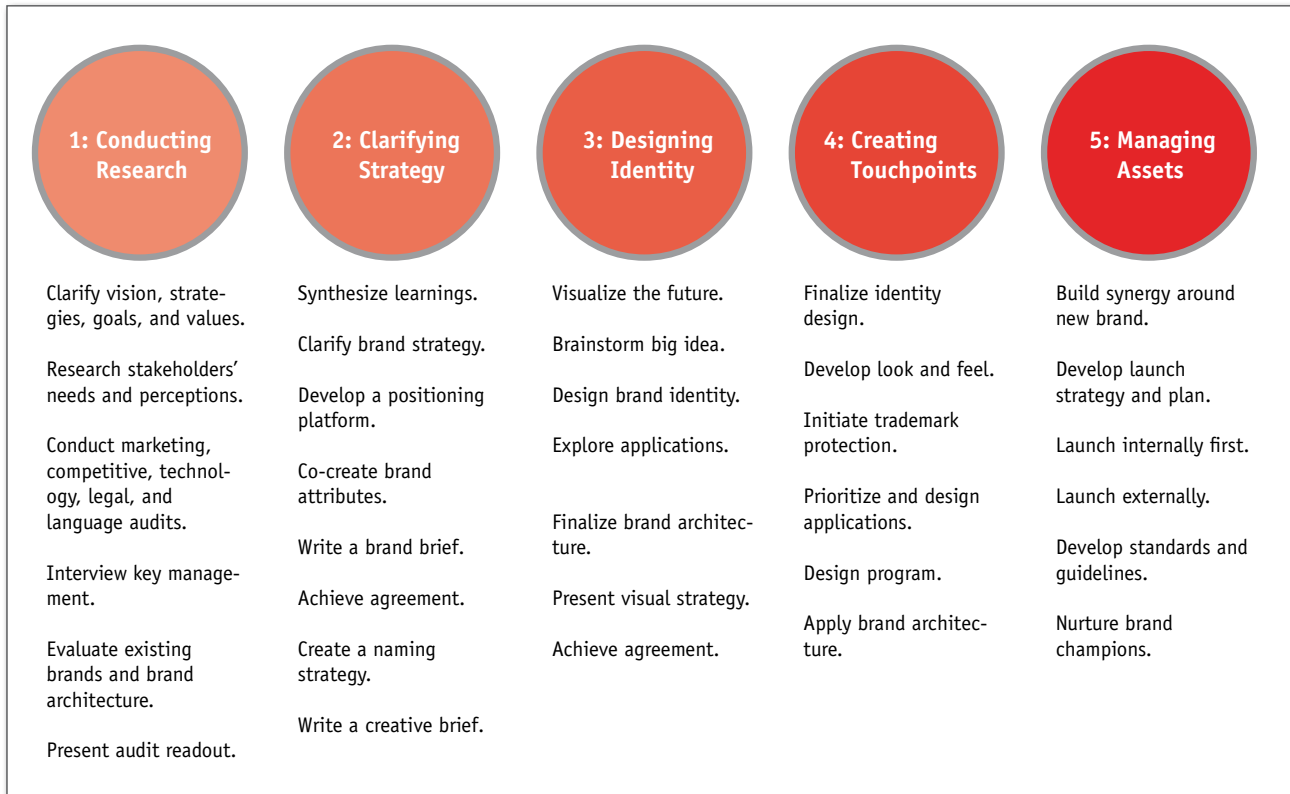 1: Conducting
Research
2: Clarifying
Strategy
3: Designing
Identity
4: Creating
Touchpoints
5: Managing
Assets
Clarify vision, strate-
gies, goals, and values.
Research stakeholders’
needs and perceptions.
Conduct marketing,
competitive, technol-
ogy, legal, and
language audits.
Interview key manage-
ment.
Evaluate existing
brands and brand
architecture.
Present audit readout.
Synthesize learnings.
Clarify brand strategy.
Develop a positioning
platform.
Co-create brand
attributes.
Write a brand brief.
Achieve agreement.
Create a naming
strategy.
Write a creative brief.
Visualize the future.
Brainstorm big idea.
Design brand identity.
Explore applications.
Finalize brand architec-
ture.
Present visual strategy.
Achieve agreement.
Finalize identity
design.
Develop look and feel.
Initiate trademark
protection.
Prioritize and design
applications.
Design program.
Apply brand architec-
ture.
Build synergy around
new brand.
Develop launch
strategy and plan.
Launch internally first.
Launch externally.
Develop standards and
guidelines.
Nurture brand
champions.